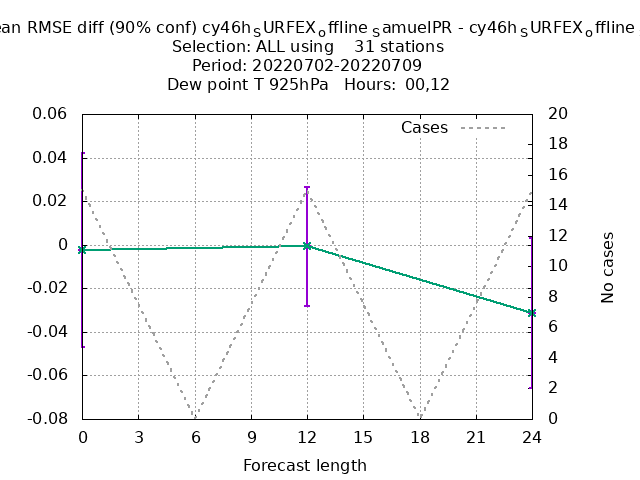 ean RMSE diff (90% conf) cy46h_SURFEX_offline_SamuelPR - cy46h_SURFEX_offline
Selection: ALL using 31 stations
Period: 20220702-20220709
Dew point T 925hPa Hours: 00,12
Cases
0.06
0.04
0.02
0
-0.02
-0.04
-0.06
-0.08
20
18
16
14
12
10
8
6
4
2
0
No cases
0 3 6 9 12 15 18 21 24
Forecast length